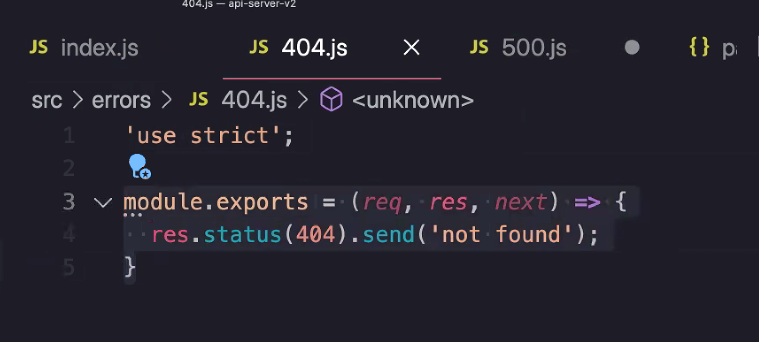 404.js — api-server-v2
JS index.js JS 404.js × JS 500.js ● {}
src > errors > JS 404.js > <unknown>
1 'use strict';
2
3 module.exports = (req, res, next) => {
4 res.status(404).send('not found');
5 }